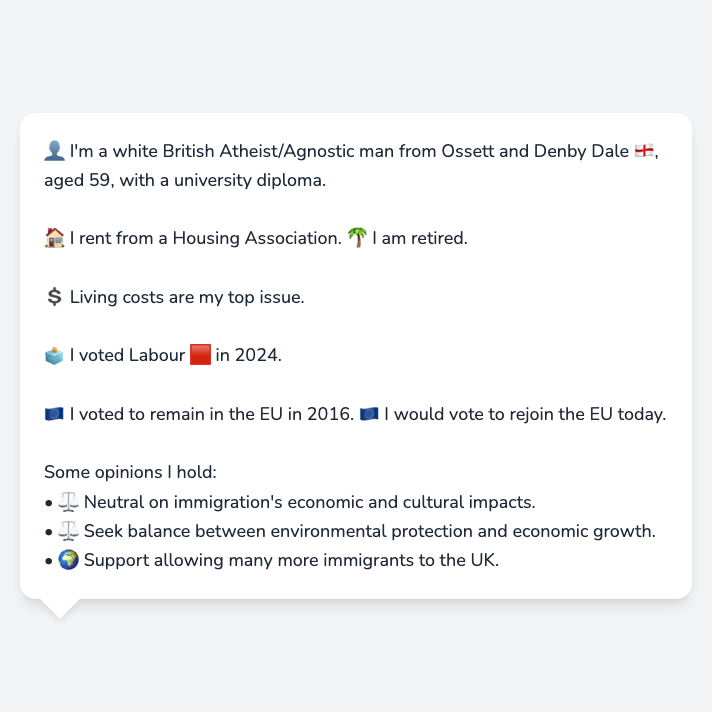 👤 I'm a white British Atheist/Agnostic man from Ossett and Denby Dale 🏴󠁧󠁢󠁥󠁮󠁧󠁿,
aged 59, with a university diploma.
🏠 I rent from a Housing Association. 🌴 I am retired.
💲 Living costs are my top issue.
🗳️ I voted Labour 🟥 in 2024.
🇪🇺 I voted to remain in the EU in 2016. 🇪🇺 I would vote to rejoin the EU today.
Some opinions I hold:
• ⚖️ Neutral on immigration's economic and cultural impacts.
• ⚖️ Seek balance between environmental protection and economic growth.
• 🌍 Support allowing many more immigrants to the UK.